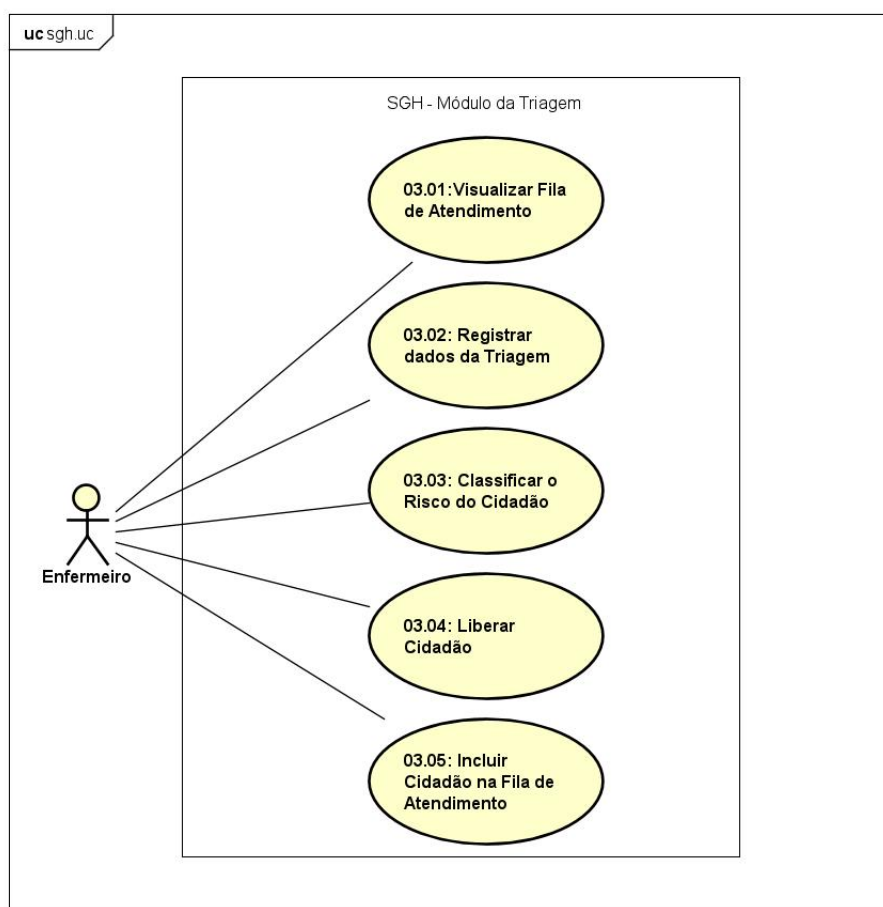 uc sgh.uc
SGH - Módulo da Triagem
03.01:Visualizar Fila
de Atendimento
03.02: Registrar
dados da Triagem
03.03: Classificar o
Risco do Cidadão
Enfermeiro
03.04: Liberar
Cidadão
03.05: Incluir
Cidadão na Fila de
Atendimento